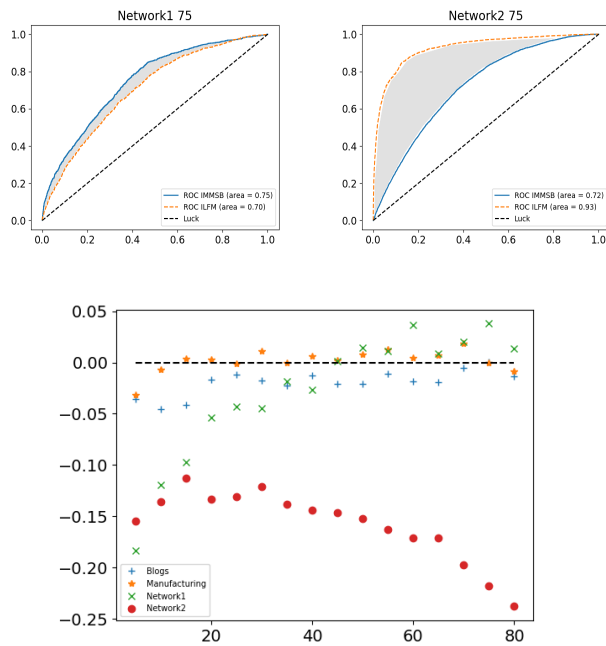 Network1 75
1.0
0.8
0.6
0.4
0.2
0.0
ROC IMMSB (area = 0.75)
ROC ILFM (area = 0.70)
Luck
0.0 0.2 0.4 0.6 0.8 1.0
Network2 75
1.0
0.8
0.6
0.4
0.2
0.0
ROC IMMSB (area = 0.72)
ROC ILFM (area = 0.93)
Luck
0.0 0.2 0.4 0.6 0.8 1.0
0.05
0.00
−0.05
−0.10
−0.15
−0.20
−0.25
Blogs
Manufacturing
Network1
Network2
20 40 60 80